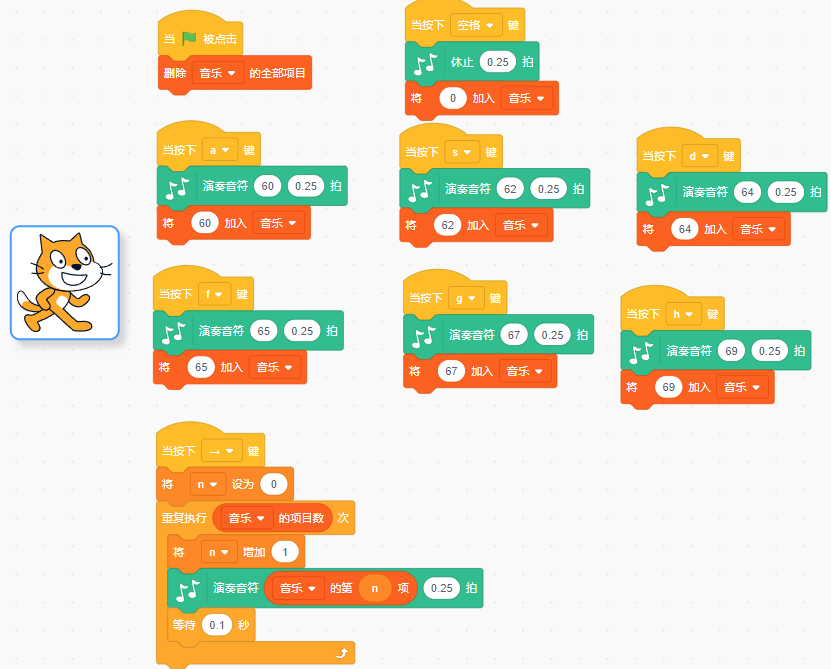 当 被点击
删除 音乐 的全部项目
当按下 空格 键
休止 0.25 拍
将 0 加入 音乐
当按下 a 键
演奏音符 60 0.25 拍
将 60 加入 音乐
当按下 s 键
演奏音符 62 0.25 拍
将 62 加入 音乐
当按下 d 键
演奏音符 64 0.25 拍
将 64 加入 音乐
当按下 f 键
演奏音符 65 0.25 拍
将 65 加入 音乐
当按下 g 键
演奏音符 67 0.25 拍
将 67 加入 音乐
当按下 h 键
演奏音符 69 0.25 拍
将 69 加入 音乐
当按下 → 键
将 n 设为 0
重复执行 音乐 的项目数 次
将 n 增加 1
演奏音符 音乐 的第 n 项 0.25 拍
等待 0.1 秒